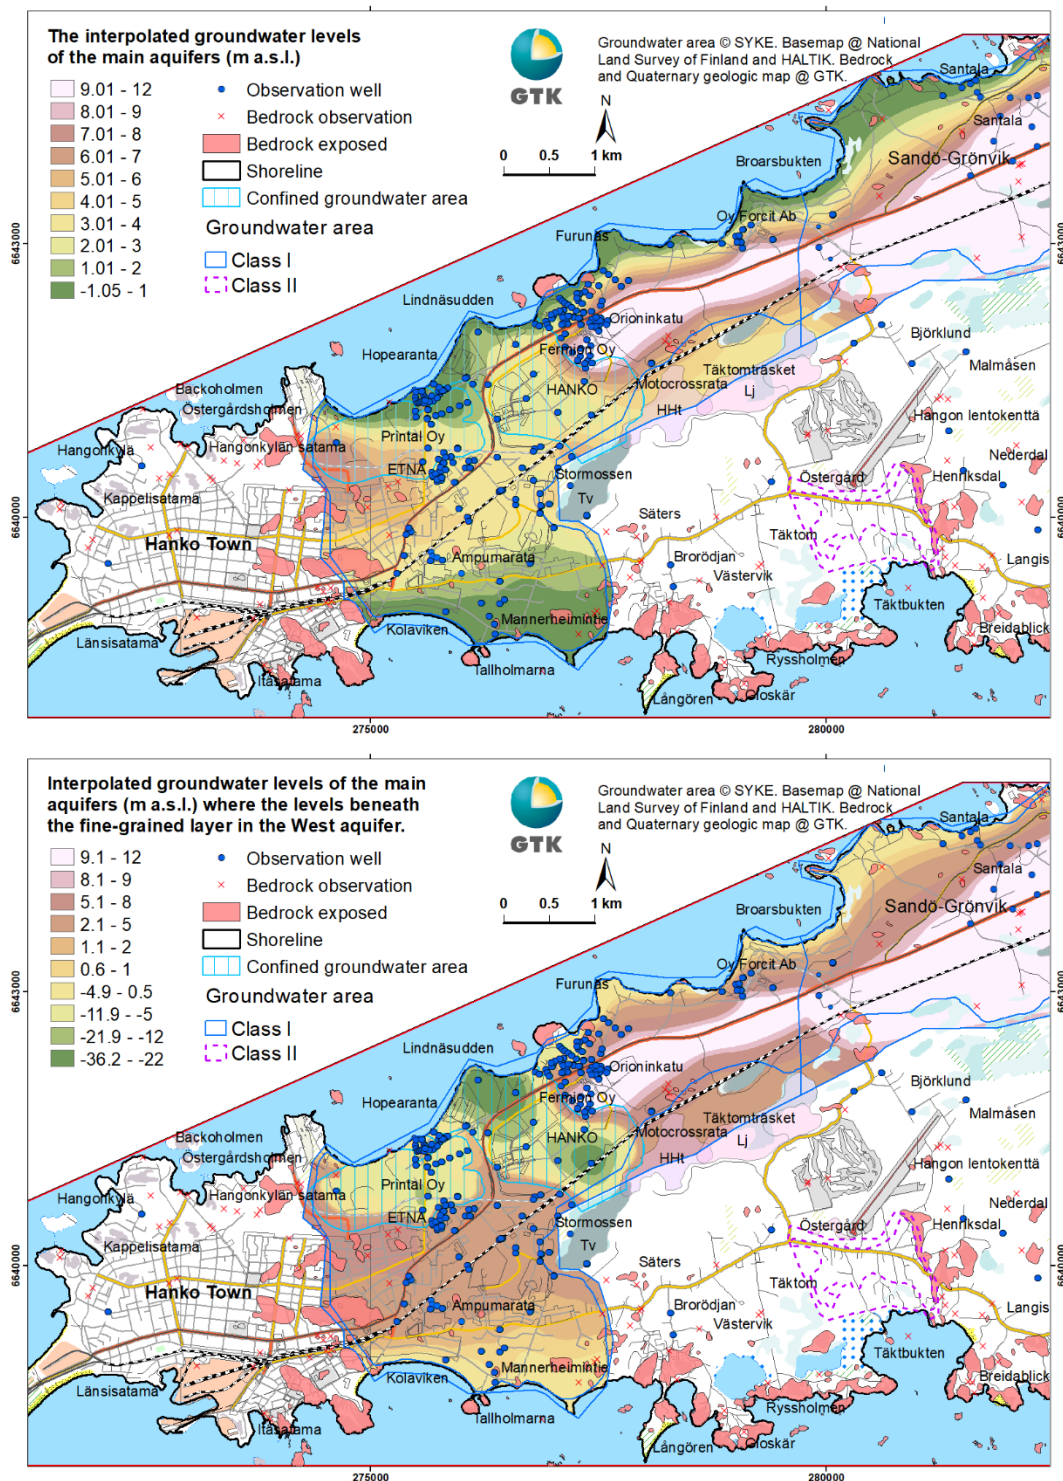 The interpolated groundwater levels
of the main aquifers (m a.s.l.)
9.01 - 12
8.01 - 9
7.01 - 8
6.01 - 7
5.01 - 6
4.01 - 5
3.01 - 4
2.01 - 3
1.01 - 2
-1.05 - 1
Observation well
Bedrock observation
Bedrock exposed
Shoreline
Confined groundwater area
Groundwater area
Class I
Class II
GTK
Groundwater area © SYKE. Basemap @ National
Land Survey of Finland and HALTIK. Bedrock
and Quaternary geologic map @ GTK.
N
0 0.5 1 km
Santala
Santala
Broarsbukten
Sandö-Grönvik
Oy Forcit Ab
Furunäs
6643000
6643000
Lindnäsudden
Orioninkatu
Björklund
Hopearanta
Fermion Oy
Täktomträsket
Malmåsen
Backoholmen
HANKO
Motocrossrata
Lj
Östergårdsholmen
HHt
Hangon lentokenttä
Hangonkylä
Hangonkylän satama
Printal Oy
Nederdal
ETNA
Stormossen
Östergård
Henriksdal
Kappelisatama
Tv
6640000
6640000
Säters
Täktom
Hanko Town
Ampumarata
Brorödjan
Langis
Västervik
Täktbukten
Länsisatama
Kolaviken
Mannerheimintie
Breidablick
Itäsatama
Tallholmarna
Ryssholmen
Långören
Gloskär
275000
280000
Interpolated groundwater levels of the main
aquifers (m a.s.l.) where the levels beneath
the fine-grained layer in the West aquifer.
9.1 - 12
8.1 - 9
5.1 - 8
2.1 - 5
1.1 - 2
0.6 - 1
-4.9 - 0.5
-11.9 - -5
-21.9 - -12
-36.2 - -22
Observation well
Bedrock observation
Bedrock exposed
Shoreline
Confined groundwater area
Groundwater area
Class I
Class II
GTK
Groundwater area © SYKE. Basemap @ National
Land Survey of Finland and HALTIK. Bedrock
and Quaternary geologic map @ GTK.
N
0 0.5 1 km
Santala
Santala
Broarsbukten
Sandö-Grönvik
Oy Forcit Ab
Furunäs
6643000
6643000
Lindnäsudden
Orioninkatu
Björklund
Hopearanta
Fermion Oy
Täktomträsket
Malmåsen
Backoholmen
HANKO
Motocrossrata
Lj
Östergårdsholmen
HHt
Hangon lentokenttä
Hangonkylä
Hangonkylän satama
Printal Oy
Nederdal
ETNA
Stormossen
Östergård
Henriksdal
Kappelisatama
Tv
6640000
6640000
Säters
Täktom
Hanko Town
Ampumarata
Brorödjan
Langis
Västervik
Täktbukten
Länsisatama
Kolaviken
Mannerheimintie
Breidablick
Itäsatama
Tallholmarna
Ryssholmen
Långören
Gloskär
275000
280000